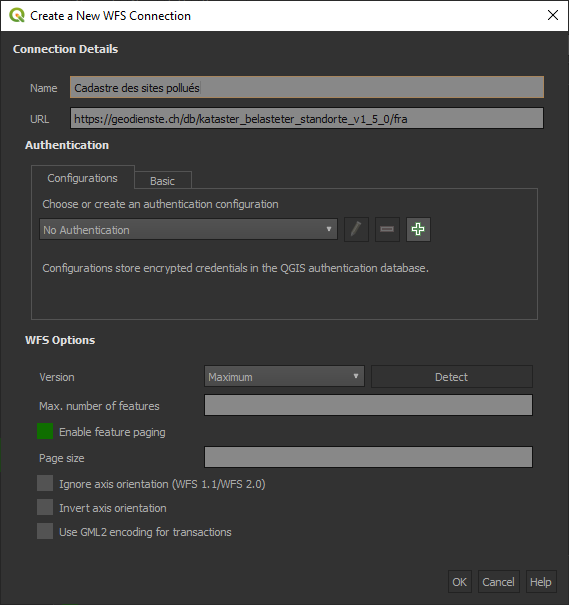 Create a New WFS Connection
Connection Details
Name Cadastre des sites pollués
URL https://geodienste.ch/db/kataster_belasteter_standorte_v1_5_0/fra
Authentication
Configurations Basic
Choose or create an authentication configuration
No Authentication
Configurations store encrypted credentials in the QGIS authentication database.
WFS Options
Version Maximum Detect
Max. number of features
Enable feature paging
Page size
Ignore axis orientation (WFS 1.1/WFS 2.0)
Invert axis orientation
Use GML2 encoding for transactions
OK Cancel Help